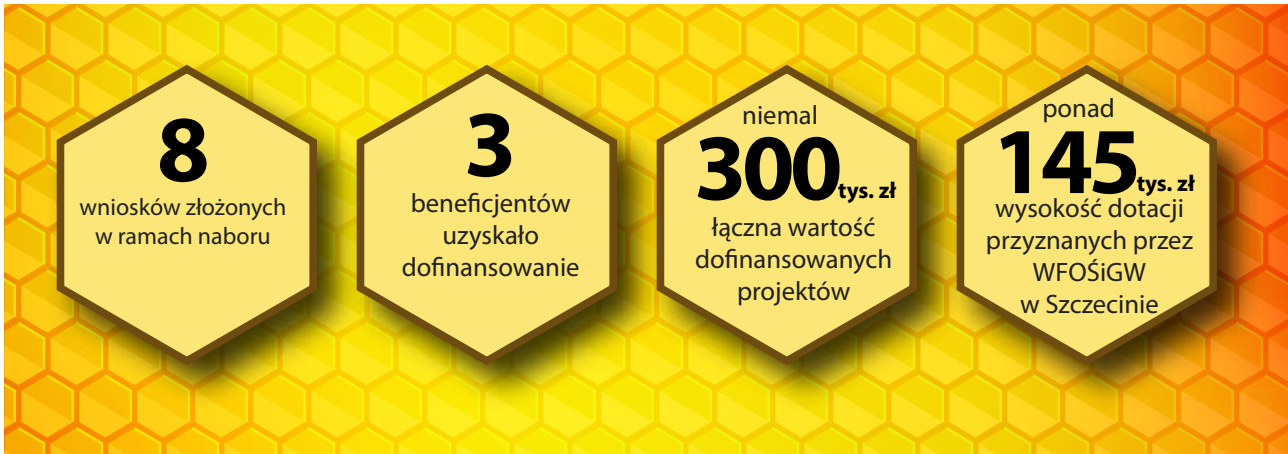 8
wniosków złożonych
w ramach naboru
3
beneficjentów
uzyskało
dofinansowanie
niemal
300 tys. zł
łączna wartość
dofinansowanych
projektów
ponad
145 tys. zł
wysokość dotacji
przyznanych przez
WFOŚiGW
w Szczecinie